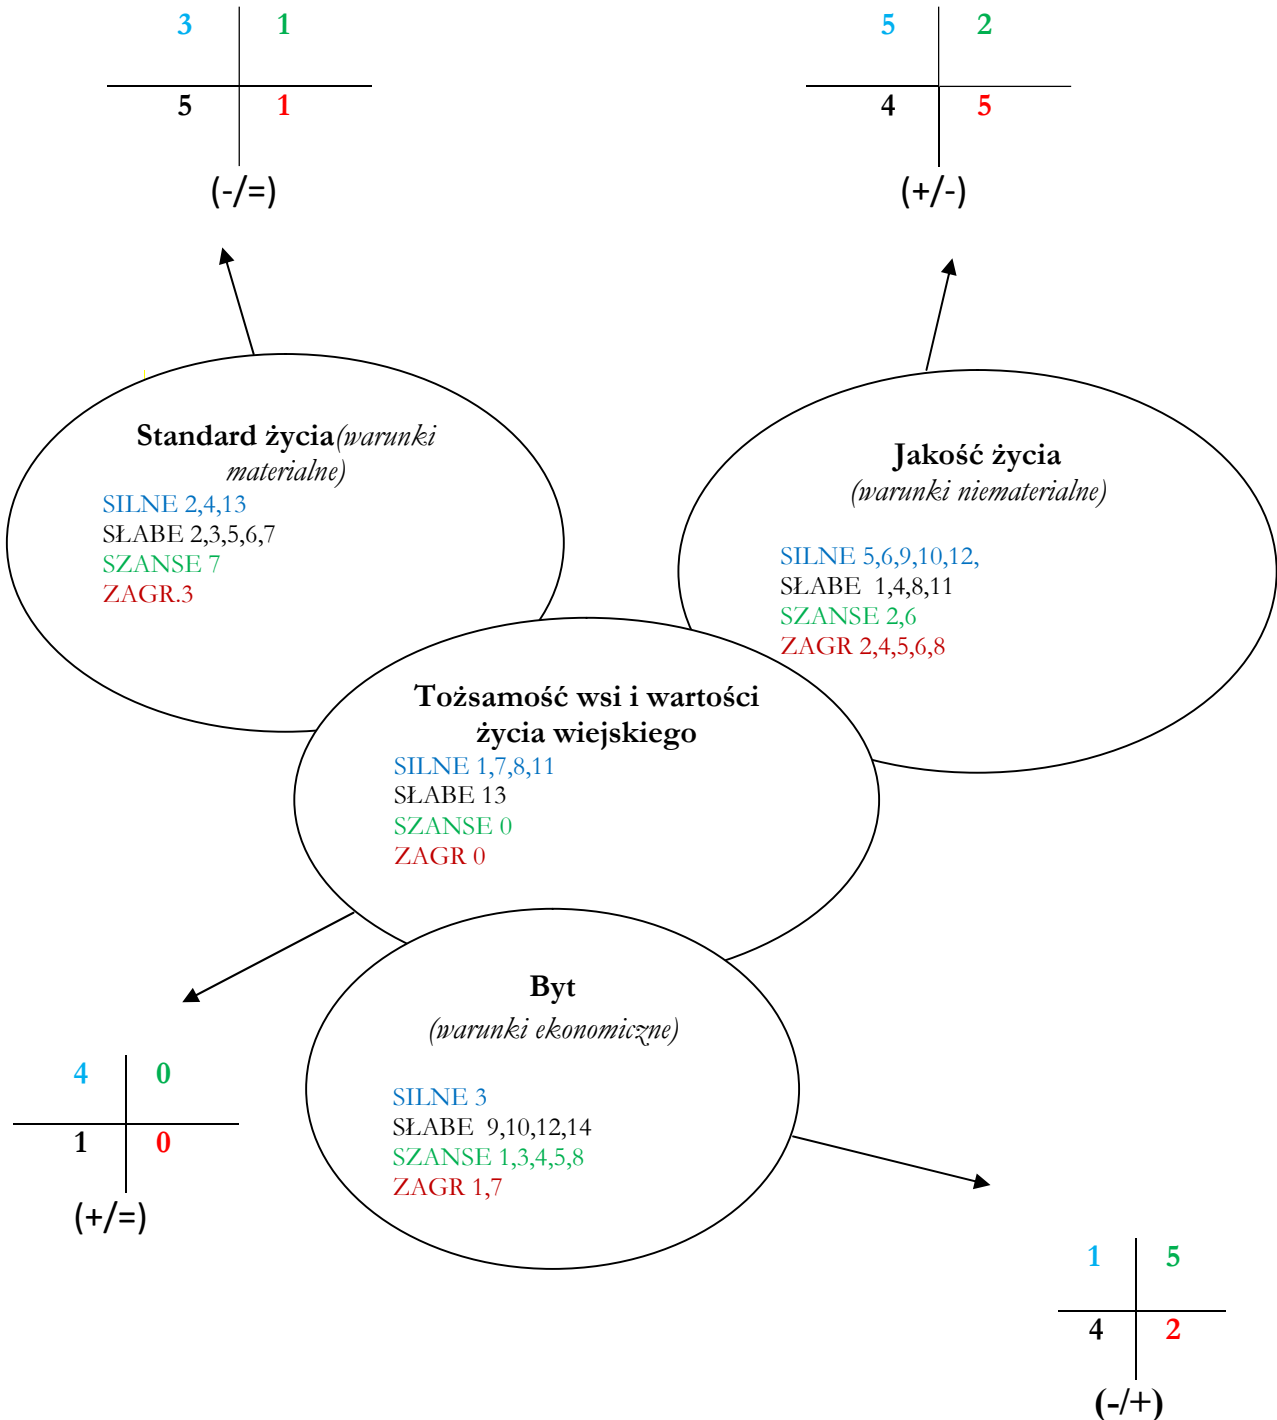 3 1
5 1
(-/=)
5 2
4 5
(+/-)
Standard życia(warunki
materialne)
SILNE 2,4,13
SŁABE 2,3,5,6,7
SZANSE 7
ZAGR.3
Jakość życia
(warunki niematerialne)
SILNE 5,6,9,10,12,
SŁABE 1,4,8,11
SZANSE 2,6
ZAGR 2,4,5,6,8
Tożsamość wsi i wartości
życia wiejskiego
SILNE 1,7,8,11
SŁABE 13
SZANSE 0
ZAGR 0
Byt
(warunki ekonomiczne)
SILNE 3
SŁABE 9,10,12,14
SZANSE 1,3,4,5,8
ZAGR 1,7
4 0
1 0
(+/=)
1 5
4 2
(-/+)